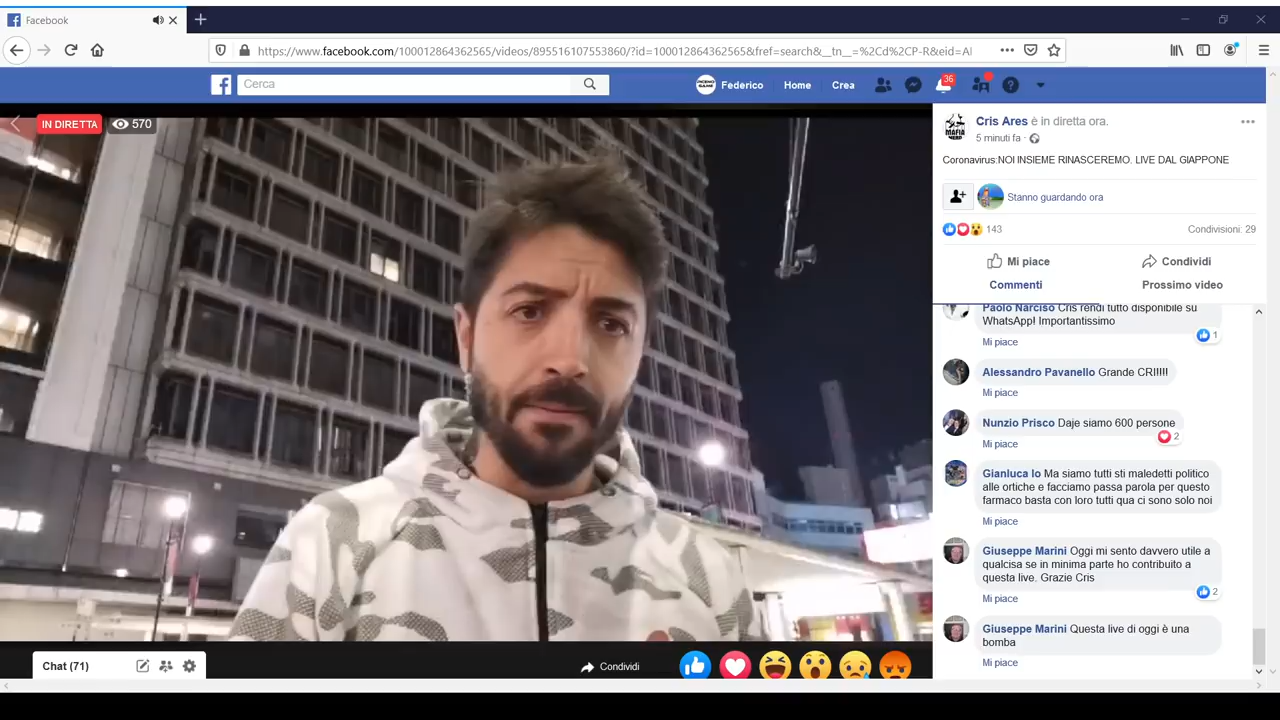 Facebook
https://www.facebook.com/100012864362565/videos/895516107553860/?id=100012864362565&fref=search&__tn__=%2Cd%2CP-R&eid=A
Cerca
Federico
Home
Crea
36
IN DIRETTA
570
MAFIA
Cris Ares è in diretta ora.
5 minuti fa ·
Coronavirus:NOI INSIEME RINASCEREMO. LIVE DAL GIAPPONE
Stanno guardando ora
143
Condivisioni: 29
Mi piace
Condividi
Commenti
Prossimo video
Paolo Narciso Cris rendi tutto disponibile su
WhatsApp! Importantissimo
1
Mi piace
Alessandro Pavanello Grande CRI!!!!!
Mi piace
Nunzio Prisco Daje siamo 600 persone
2
Mi piace
Gianluca Io Ma siamo tutti sti maledetti politico
alle ortiche e facciamo passa parola per questo
farmaco basta con loro tutti qua ci sono solo noi
Mi piace
Giuseppe Marini Oggi mi sento davvero utile a
qualcisa se in minima parte ho contribuito a
questa live. Grazie Cris
2
Mi piace
Giuseppe Marini Questa live di oggi è una
bomba
Mi piace
Chat (71)
Condividi